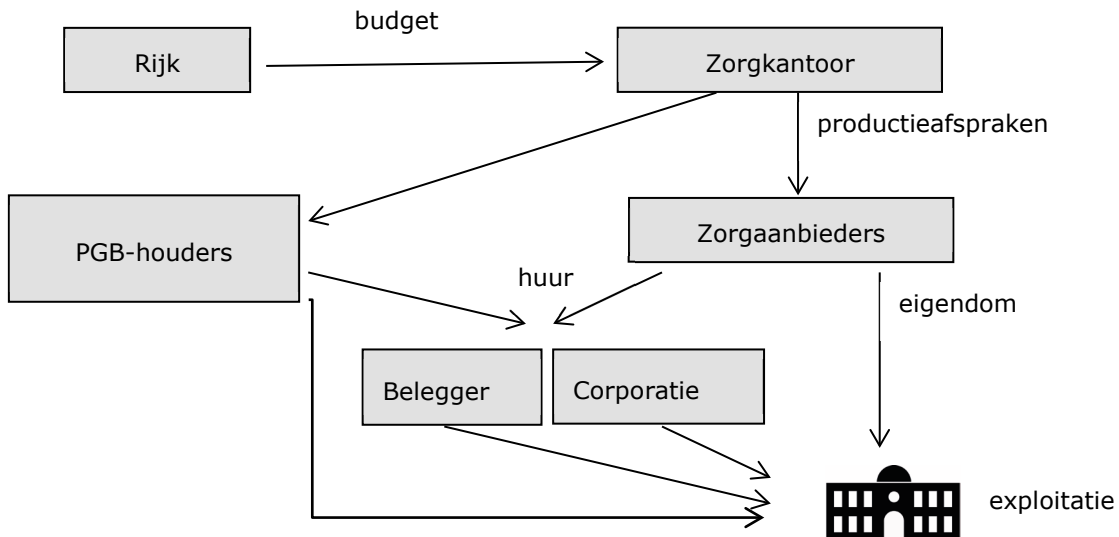 budget
Rijk
Zorgkantoor
productieafspraken
PGB-houders
Zorgaanbieders
huur
eigendom
Belegger
Corporatie
exploitatie